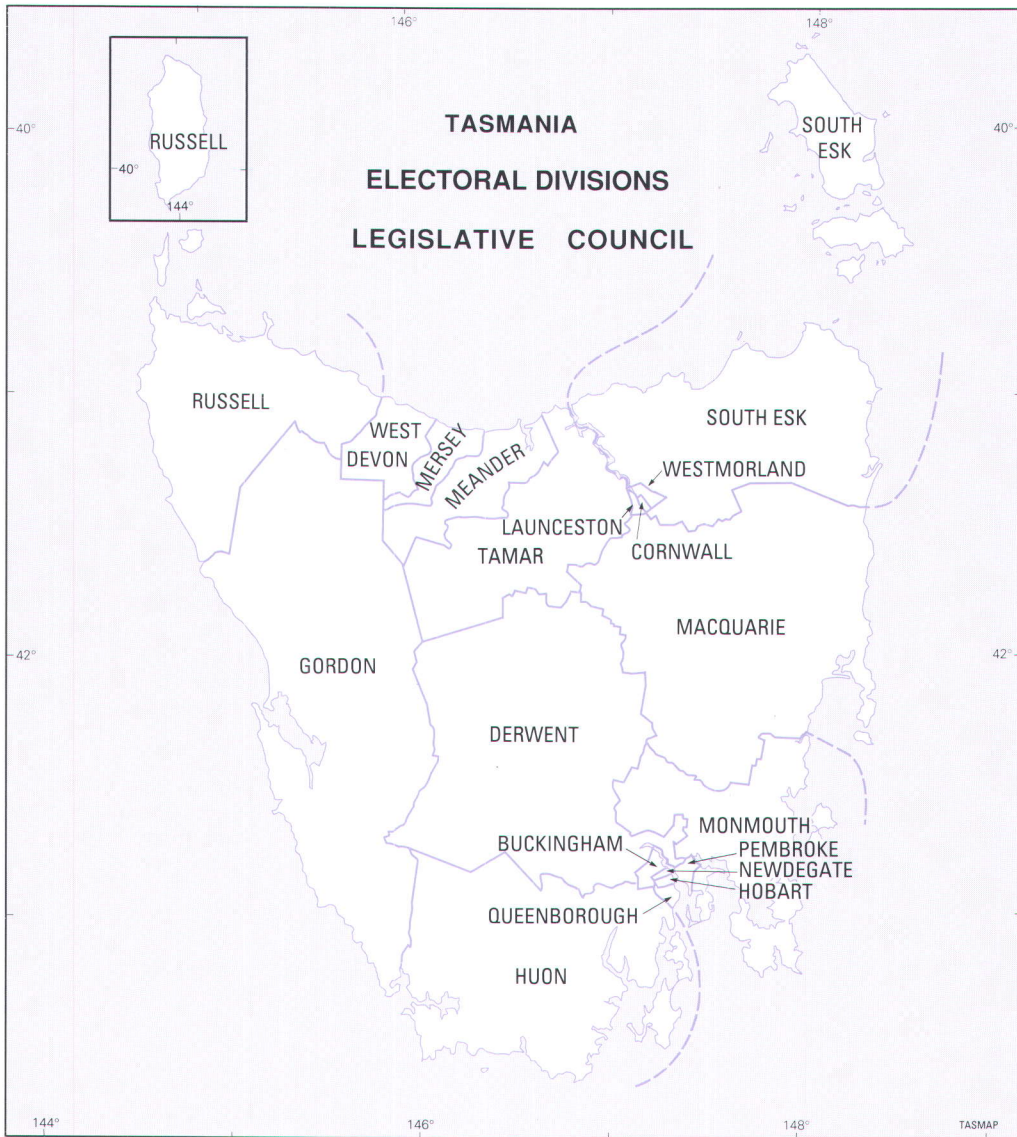 146°
148°
40°
40°
RUSSELL
40°
144°
TASMANIA
ELECTORAL DIVISIONS
LEGISLATIVE COUNCIL
SOUTH
ESK
RUSSELL
WEST
DEVON
MERSEY
MEANDER
SOUTH ESK
WESTMORLAND
LAUNCESTON
TAMAR
CORNWALL
MACQUARIE
42°
42°
GORDON
DERWENT
MONMOUTH
BUCKINGHAM
PEMBROKE
NEWDEGATE
HOBART
QUEENBOROUGH
HUON
144°
146°
148°
TASMAP